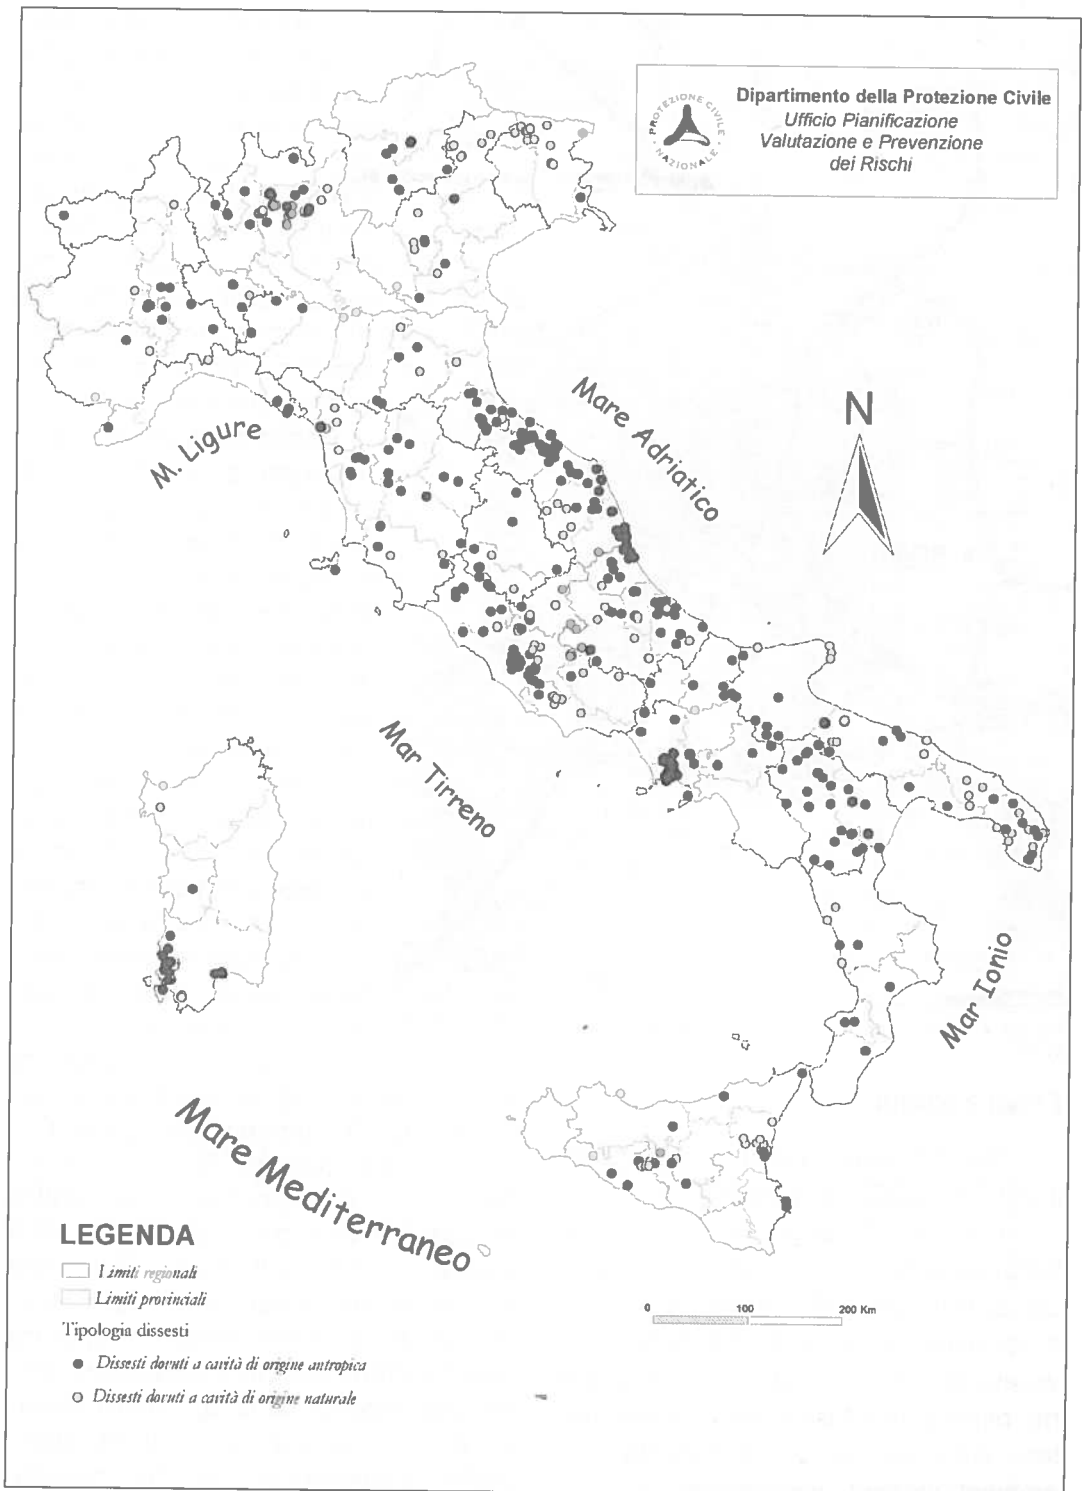 Dipartimento della Protezione Civile
Ufficio Pianificazione
Valutazione e Prevenzione
dei Rischi
PROTEZIONE CIVILE
NAZIONALE
N
M. Ligure
Mare Adriatico
Mar Tirreno
Mar Ionio
Mare Mediterraneo
LEGENDA
Limiti regionali
Limiti provinciali
Tipologia dissesti
Dissesti dovuti a cavità di origine antropica
Dissesti dovuti a cavità di origine naturale
0 100 200 Km